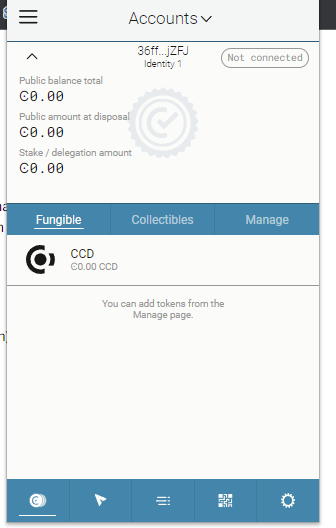 Accounts
36ff...jZFJ
Identity 1
Not connected
Public balance total
Ͼ0.00
Public amount at disposal
Ͼ0.00
Stake / delegation amount
Ͼ0.00
Fungible Collectibles Manage
CCD
Ͼ0.00 CCD
You can add tokens from the
Manage page.